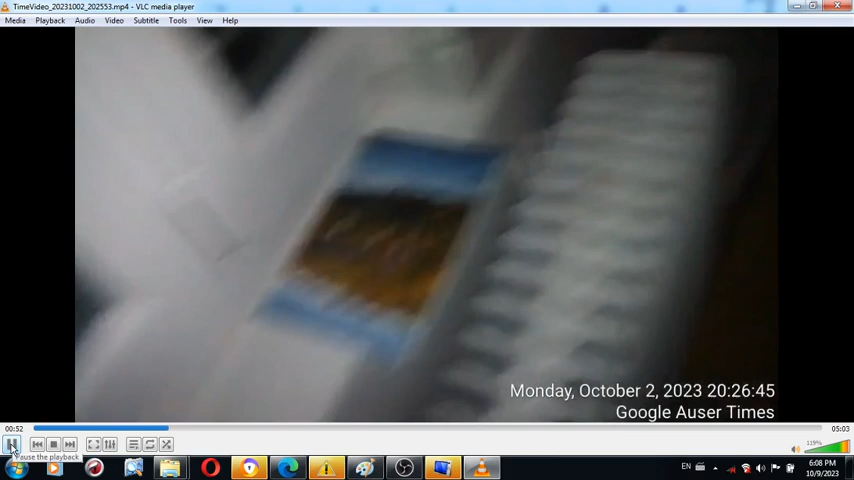 TimeVideo_20231002_202553.mp4 - VLC media player
Media Playback Audio Video Subtitle Tools View Help
Monday, October 2, 2023 20:26:45
Google Auser Times
00:52
05:03
119%
Pause the playback
EN
6:08 PM
10/9/2023